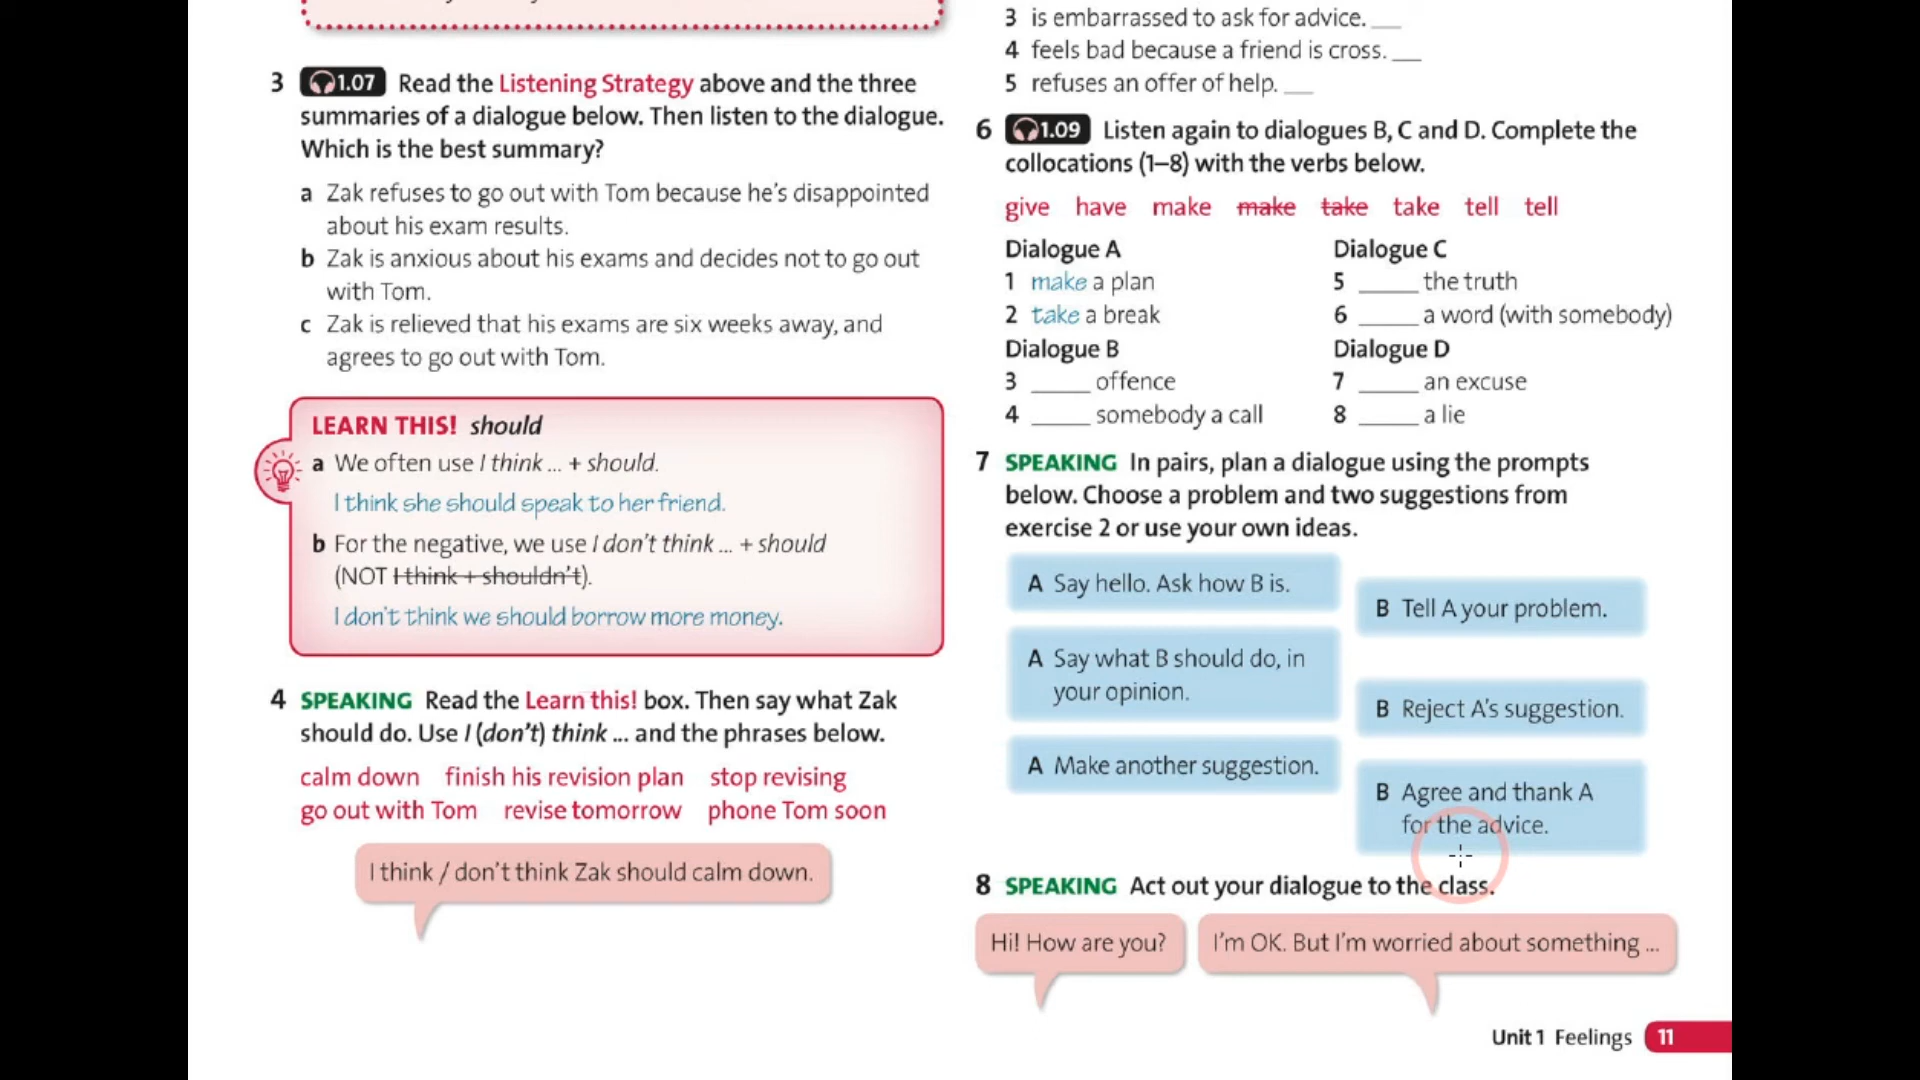 3 1.07 Read the Listening Strategy above and the three
summaries of a dialogue below. Then listen to the dialogue.
Which is the best summary?
a Zak refuses to go out with Tom because he's disappointed
about his exam results.
b Zak is anxious about his exams and decides not to go out
with Tom.
c Zak is relieved that his exams are six weeks away, and
agrees to go out with Tom.
LEARN THIS! should
a We often use I think ... + should.
I think she should speak to her friend.
b For the negative, we use I don't think ... + should
(NOT I think + shouldn't).
I don't think we should borrow more money.
4 SPEAKING Read the Learn this! box. Then say what Zak
should do. Use I (don't) think ... and the phrases below.
calm down finish his revision plan stop revising
go out with Tom revise tomorrow phone Tom soon
I think / don't think Zak should calm down.
3 is embarrassed to ask for advice. __
4 feels bad because a friend is cross. __
5 refuses an offer of help. __
6 1.09 Listen again to dialogues B, C and D. Complete the
collocations (1–8) with the verbs below.
give have make make take take tell tell
Dialogue A
1 make a plan
2 take a break
Dialogue B
3 ____ offence
4 ____ somebody a call
Dialogue C
5 ____ the truth
6 ____ a word (with somebody)
Dialogue D
7 ____ an excuse
8 ____ a lie
7 SPEAKING In pairs, plan a dialogue using the prompts
below. Choose a problem and two suggestions from
exercise 2 or use your own ideas.
A Say hello. Ask how B is.
B Tell A your problem.
A Say what B should do, in
your opinion.
B Reject A's suggestion.
A Make another suggestion.
B Agree and thank A
for the advice.
8 SPEAKING Act out your dialogue to the class.
Hi! How are you?
I'm OK. But I'm worried about something ...
Unit 1 Feelings 11